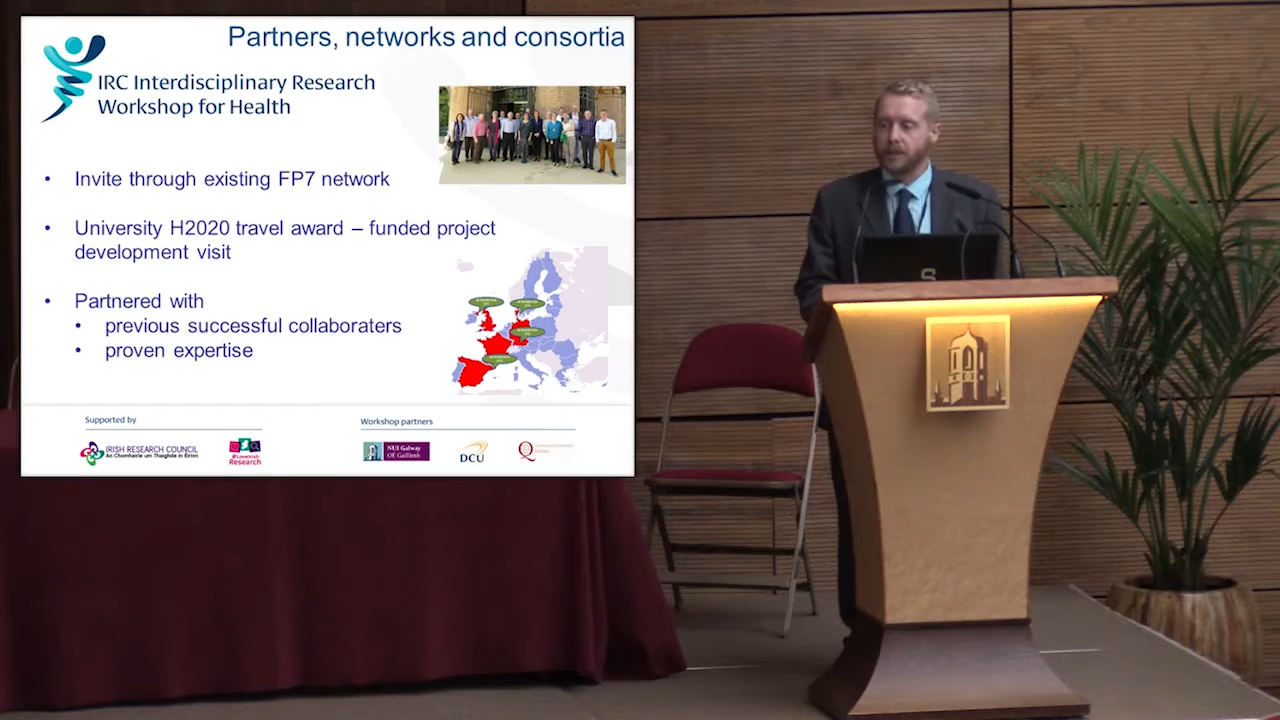 Partners, networks and consortia
IRC Interdisciplinary Research
Workshop for Health
• Invite through existing FP7 network
• University H2020 travel award – funded project
development visit
• Partnered with
• previous successful collaboraters
• proven expertise
Supported by
Workshop partners
IRISH RESEARCH COUNCIL
An Chomhairle um Thaighde in Éirinn
#LoveIrish
Research
NUI Galway
OÉ Gaillimh
DCU
Q
S